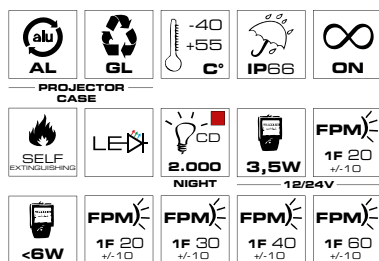 alu
AL
GL
-40
+55
C°
IP66
ON
PROJECTOR
CASE
SELF
EXTINGUISHING
LE
CD
2.000
NIGHT
3,5W
FPM
1F 20
+/-10
12/24V
<6W
FPM
1F 20
+/-10
FPM
1F 30
+/-10
FPM
1F 40
+/-10
FPM
1F 60
+/-10